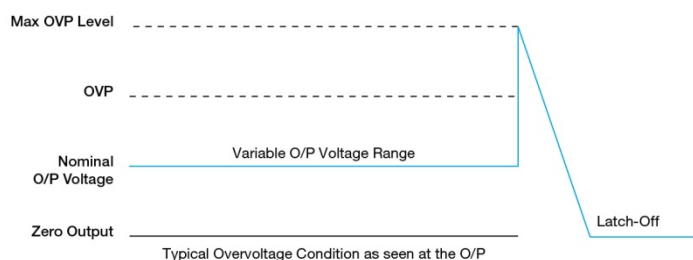 Max OVP Level
OVP
Variable O/P Voltage Range
Nominal
O/P Voltage
Latch-Off
Zero Output
Typical Overvoltage Condition as seen at the O/P